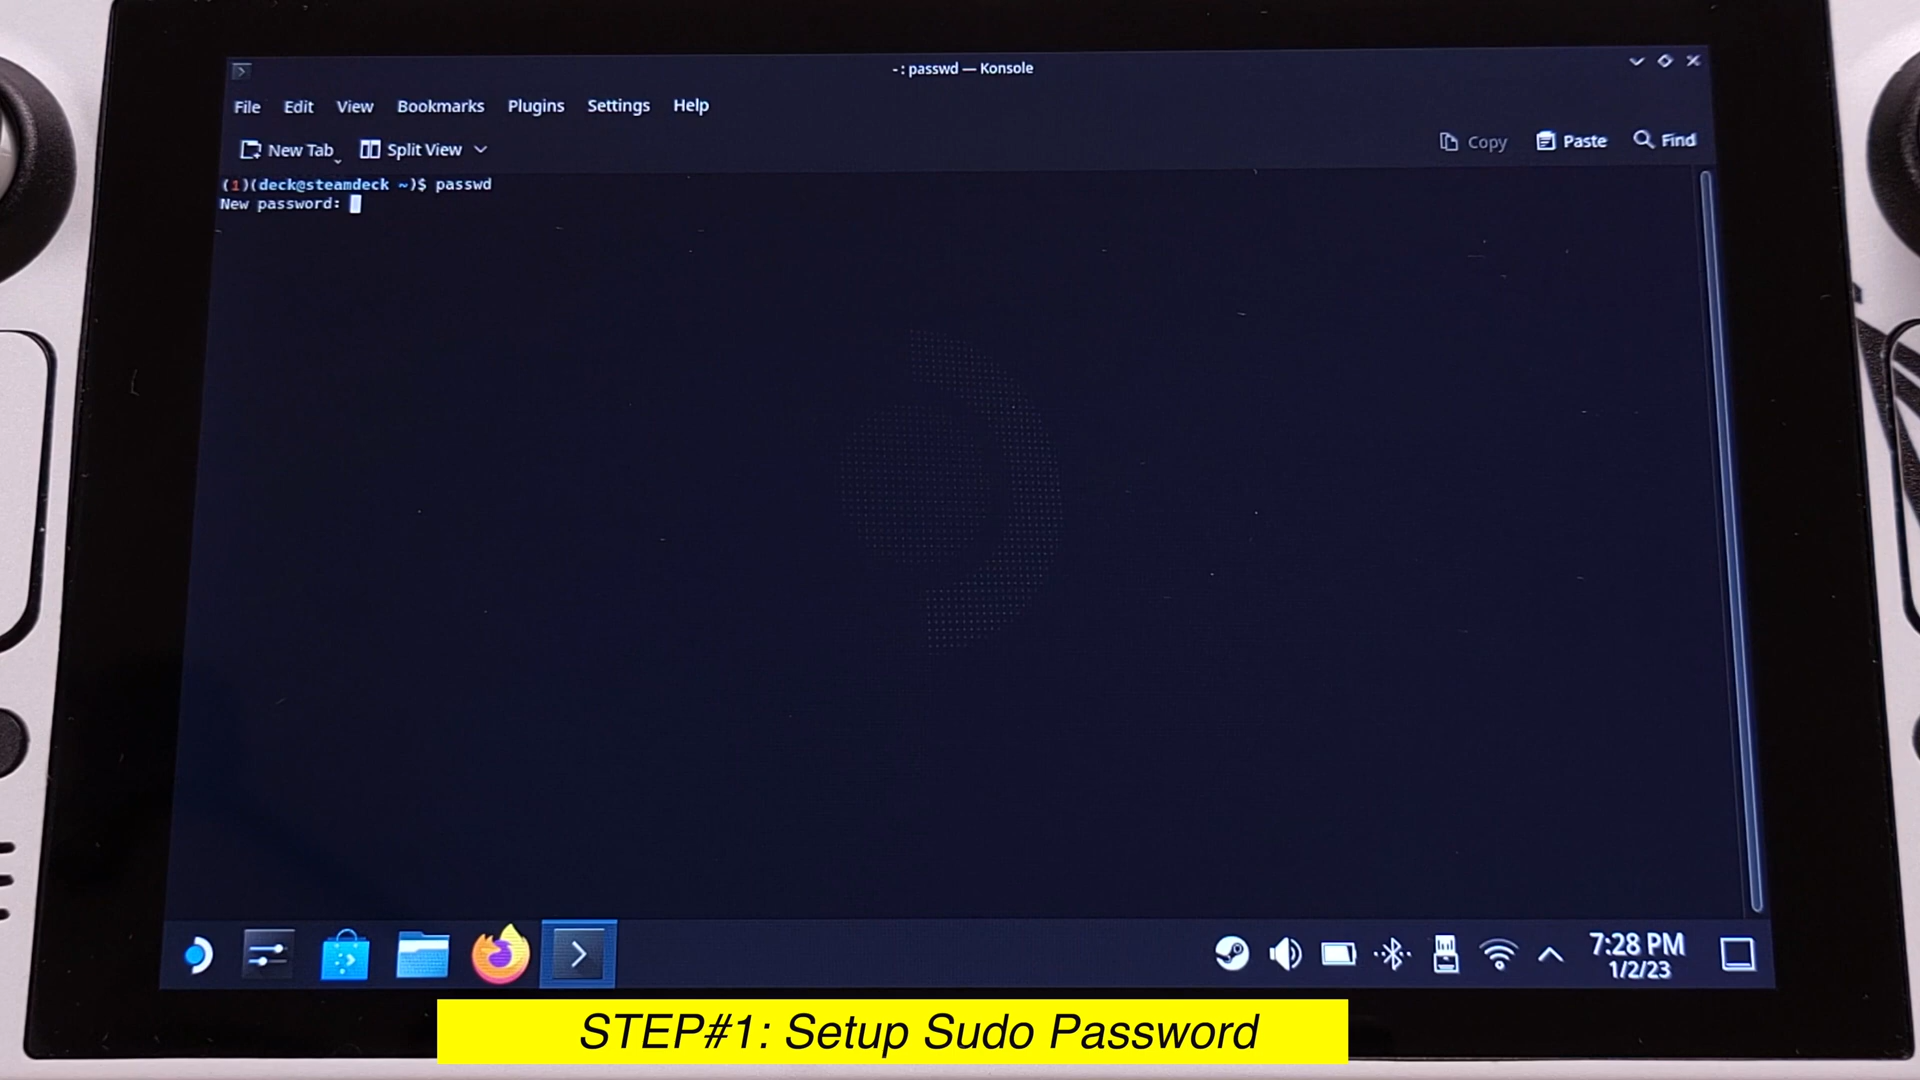 - : passwd — Konsole
File Edit View Bookmarks Plugins Settings Help
New Tab Split View Copy Paste Find
(1)(deck@steamdeck ~)$ passwd
New password:
7:28 PM
1/2/23
STEP#1: Setup Sudo Password